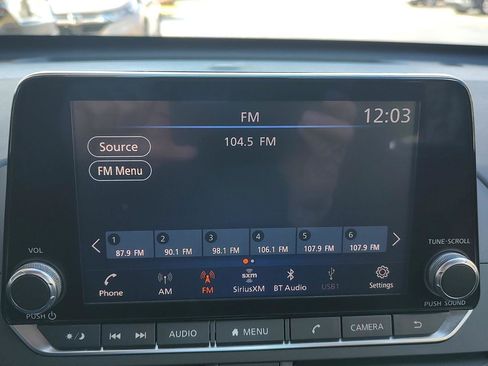 FM 12:03
Source 104.5 FM
FM Menu
1 2 3 4 5 6
87.9 FM 90.1 FM 98.1 FM 106.1 FM 107.9 FM 107.9 FM
VOL TUNE·SCROLL
Phone AM FM SiriusXM BT Audio USB1 Settings
sxm
PUSH PUSH SOUND
AUDIO MENU CAMERA